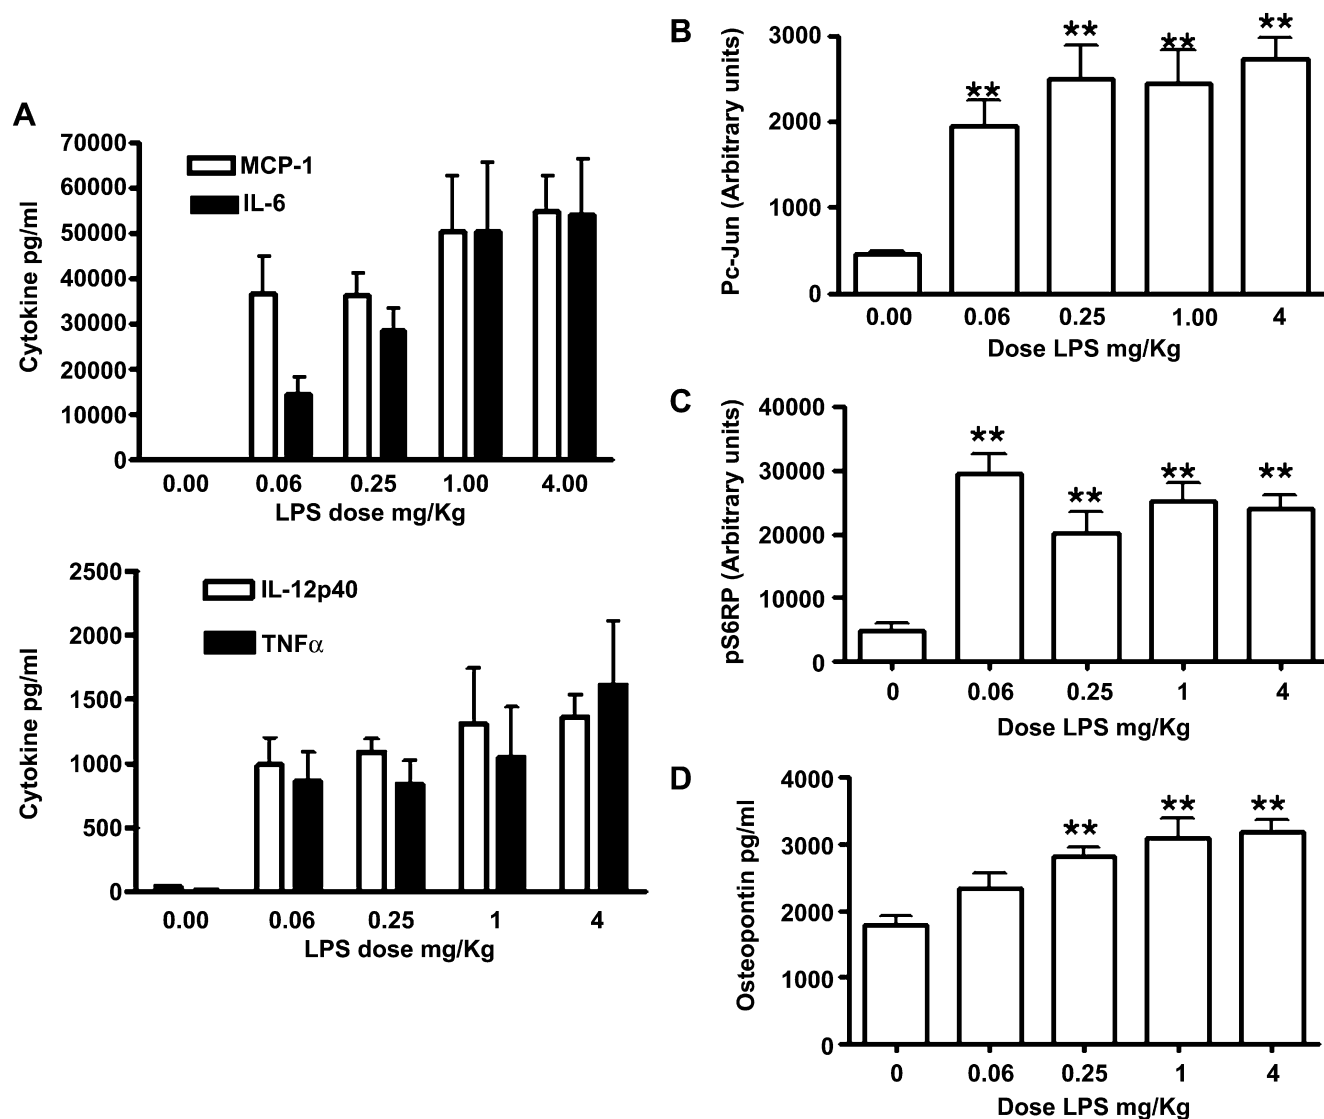 A
70000
60000
50000
40000
30000
20000
10000
0
Cytokine pg/ml
MCP-1
IL-6
0.00 0.06 0.25 1.00 4.00
LPS dose mg/Kg
2500
2000
1500
1000
500
0
Cytokine pg/ml
IL-12p40
TNFα
0.00 0.06 0.25 1 4
LPS dose mg/Kg
B
3000
2000
1000
0
Pc-Jun (Arbitrary units)
** ** ** **
0.00 0.06 0.25 1.00 4
Dose LPS mg/Kg
C
40000
30000
20000
10000
0
pS6RP (Arbitrary units)
** ** ** **
0 0.06 0.25 1 4
Dose LPS mg/Kg
D
4000
3000
2000
1000
0
Osteopontin pg/ml
** ** **
0 0.06 0.25 1 4
Dose LPS mg/Kg